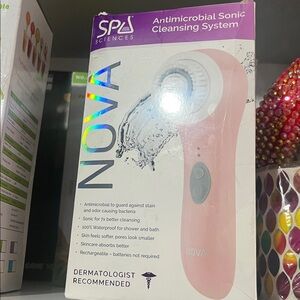 SPA
SCIENCES
Antimicrobial Sonic
Cleansing System
NOVA
• Antimicrobial to guard against stain
and odor causing bacteria
• Sonic for 7x better cleansing
• 100% Waterproof for shower and bath
• Skin feels softer, pores look smaller
• Skincare absorbs better
• Rechargeable - batteries not required
DERMATOLOGIST
RECOMMENDED
NOVA